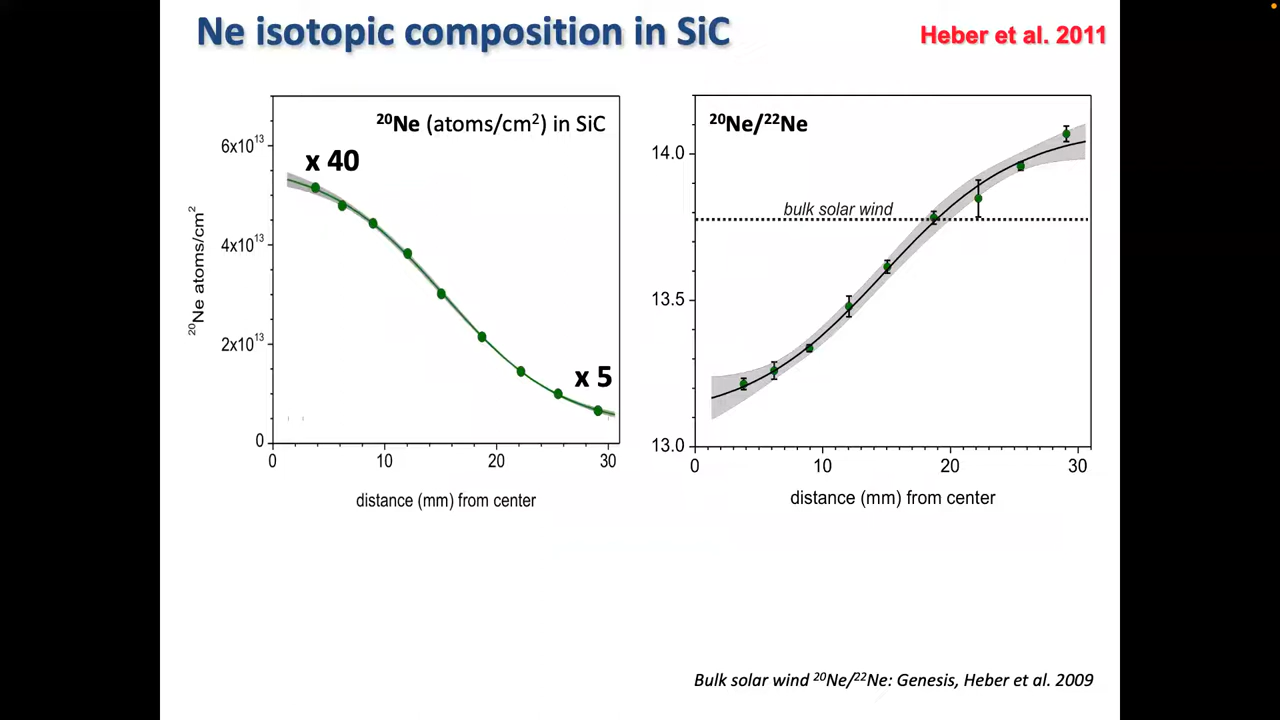 Ne isotopic composition in SiC
Heber et al. 2011
²⁰Ne (atoms/cm²) in SiC
x 40
x 5
²⁰Ne atoms/cm²
6x10¹³
4x10¹³
2x10¹³
0
0 10 20 30
distance (mm) from center
²⁰Ne/²²Ne
bulk solar wind
14.0
13.5
13.0
0 10 20 30
distance (mm) from center
Bulk solar wind ²⁰Ne/²²Ne: Genesis, Heber et al. 2009